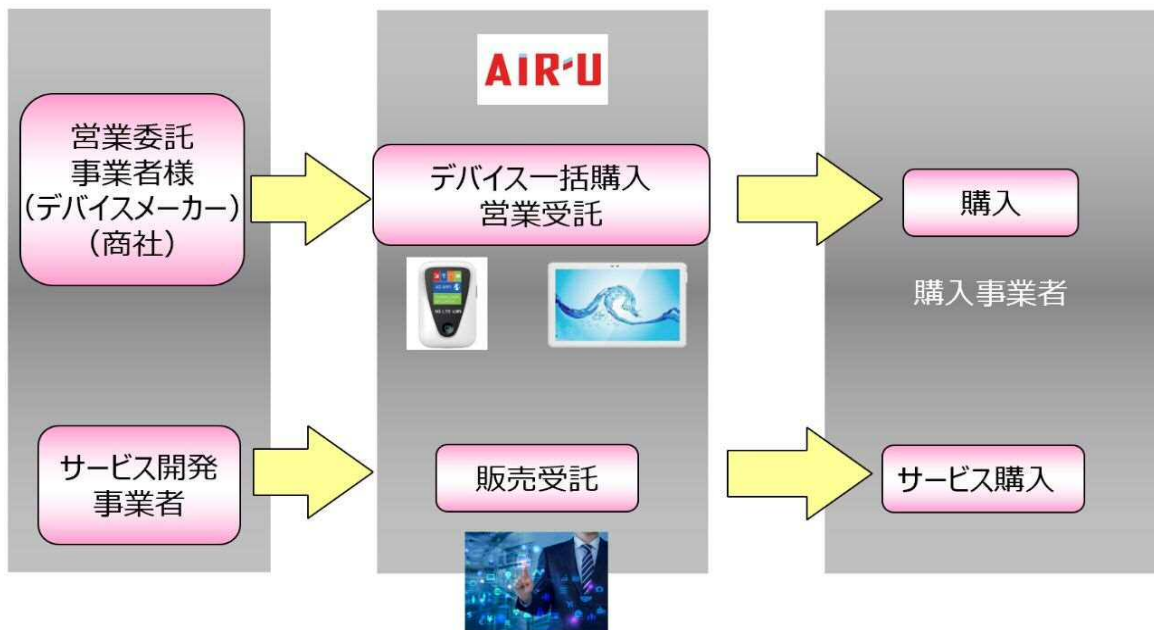 AIR'U
営業委託
事業者様
（デバイスメーカー）
（商社）
デバイス一括購入
営業受託
購入
購入事業者
サービス開発
事業者
販売受託
サービス購入